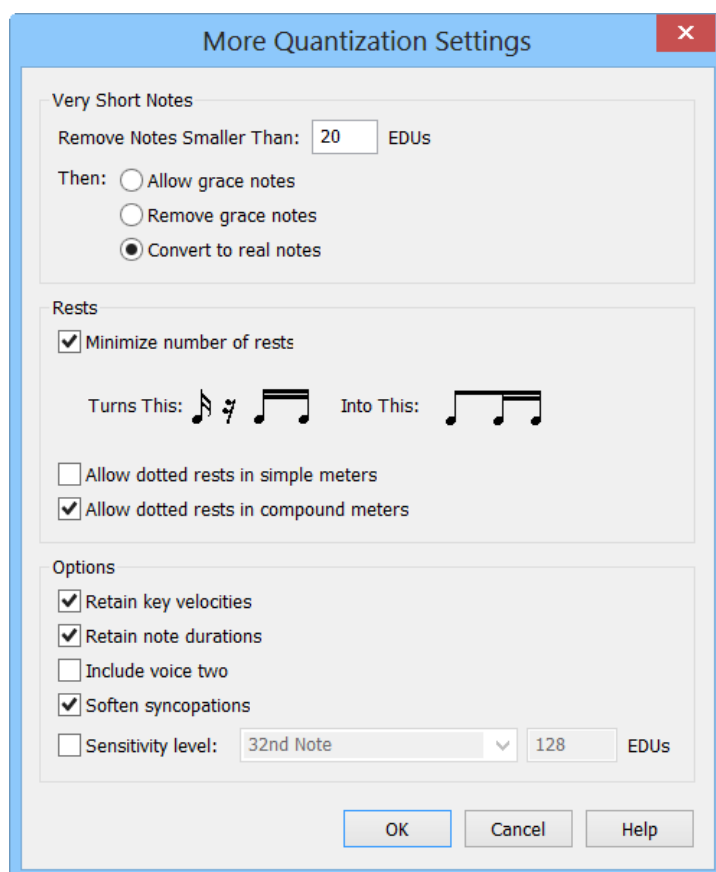 More Quantization Settings
Very Short Notes
Remove Notes Smaller Than: 20 EDUs
Then: Allow grace notes
Remove grace notes
Convert to real notes
Rests
Minimize number of rests
Turns This: Into This:
Allow dotted rests in simple meters
Allow dotted rests in compound meters
Options
Retain key velocities
Retain note durations
Include voice two
Soften syncopations
Sensitivity level: 32nd Note 128 EDUs
OK Cancel Help